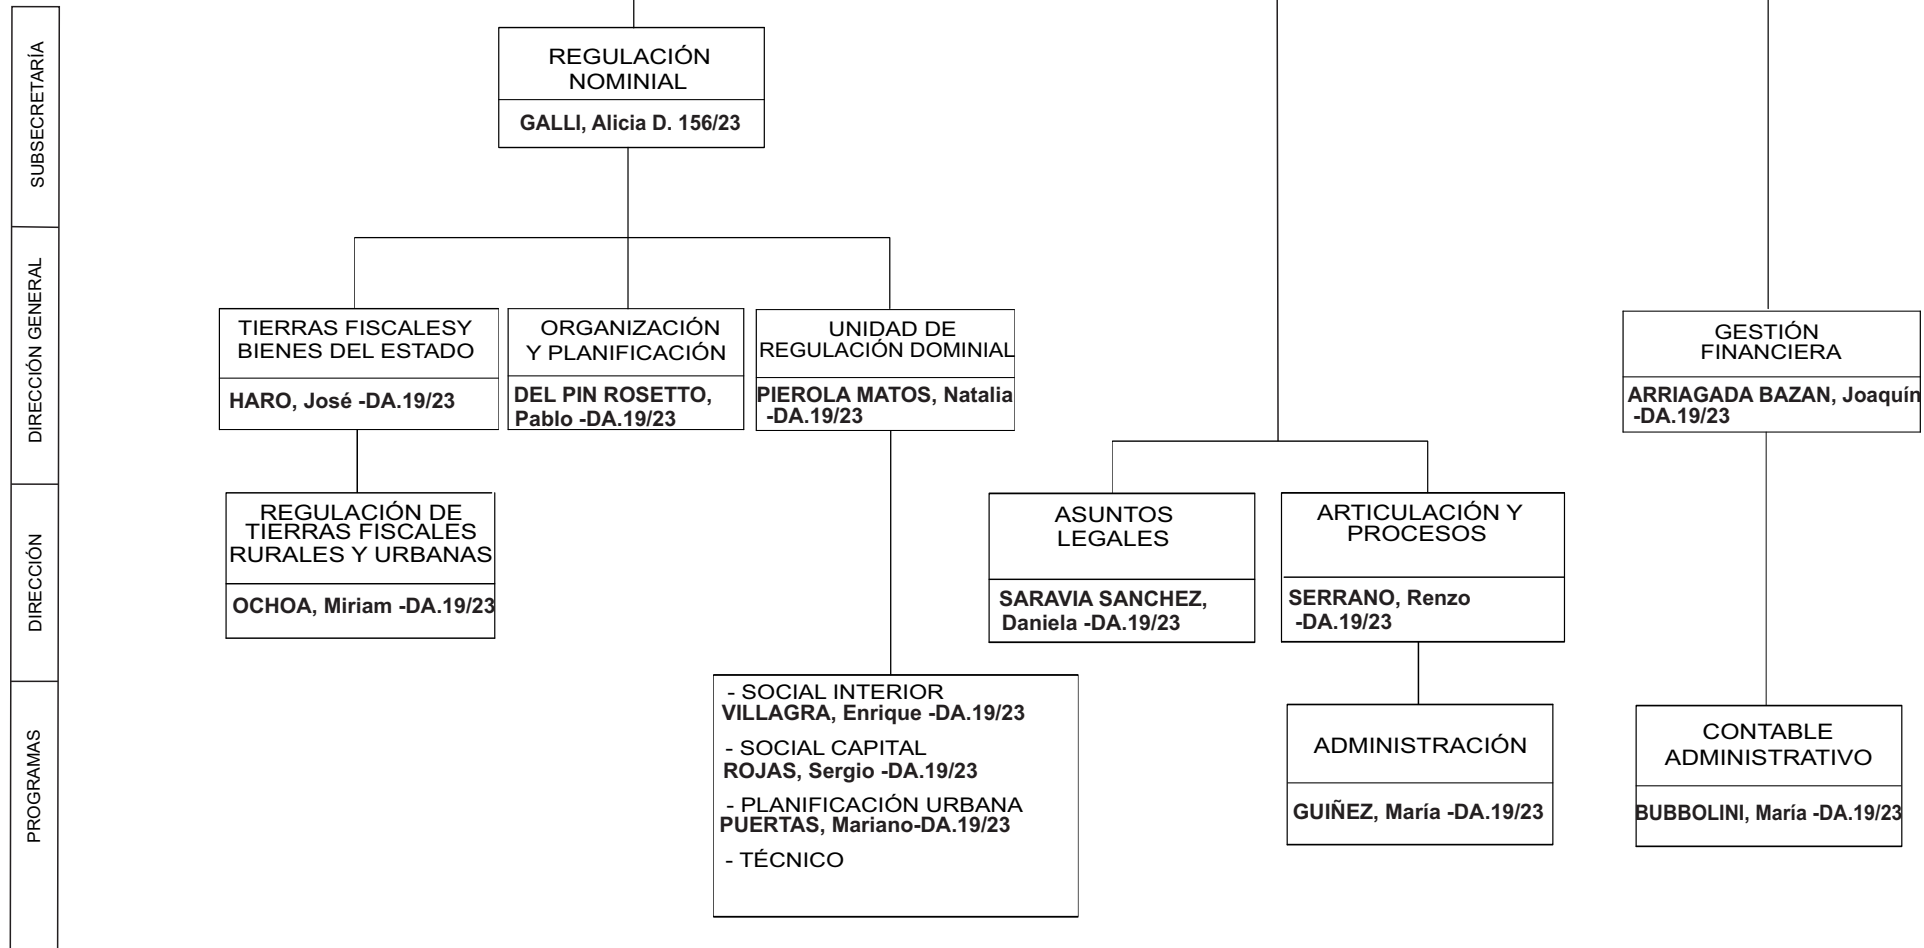 SUBSECRETARÍA
REGULACIÓN
NOMINIAL
GALLI, Alicia D. 156/23
DIRECCIÓN GENERAL
TIERRAS FISCALESY
BIENES DEL ESTADO
HARO, José -DA.19/23
ORGANIZACIÓN
Y PLANIFICACIÓN
DEL PIN ROSETTO,
Pablo -DA.19/23
UNIDAD DE
REGULACIÓN DOMINIAL
PIEROLA MATOS, Natalia
-DA.19/23
GESTIÓN
FINANCIERA
ARRIAGADA BAZAN, Joaquín
-DA.19/23
DIRECCIÓN
REGULACIÓN DE
TIERRAS FISCALES
RURALES Y URBANAS
OCHOA, Miriam -DA.19/23
ASUNTOS
LEGALES
SARAVIA SANCHEZ,
Daniela -DA.19/23
ARTICULACIÓN Y
PROCESOS
SERRANO, Renzo
-DA.19/23
PROGRAMAS
- SOCIAL INTERIOR
VILLAGRA, Enrique -DA.19/23
- SOCIAL CAPITAL
ROJAS, Sergio -DA.19/23
- PLANIFICACIÓN URBANA
PUERTAS, Mariano-DA.19/23
- TÉCNICO
ADMINISTRACIÓN
GUIÑEZ, María -DA.19/23
CONTABLE
ADMINISTRATIVO
BUBBOLINI, María -DA.19/23